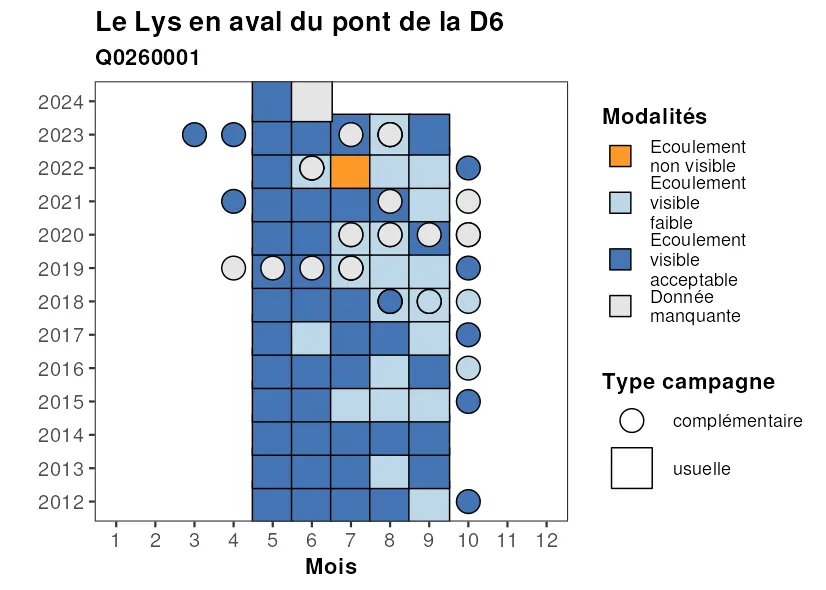 Le Lys en aval du pont de la D6
Q0260001
2024
2023
2022
2021
2020
2019
2018
2017
2016
2015
2014
2013
2012
1 2 3 4 5 6 7 8 9 10 11 12
Mois
Modalités
Ecoulement
non visible
Ecoulement
visible
faible
Ecoulement
visible
acceptable
Donnée
manquante
Type campagne
complémentaire
usuelle